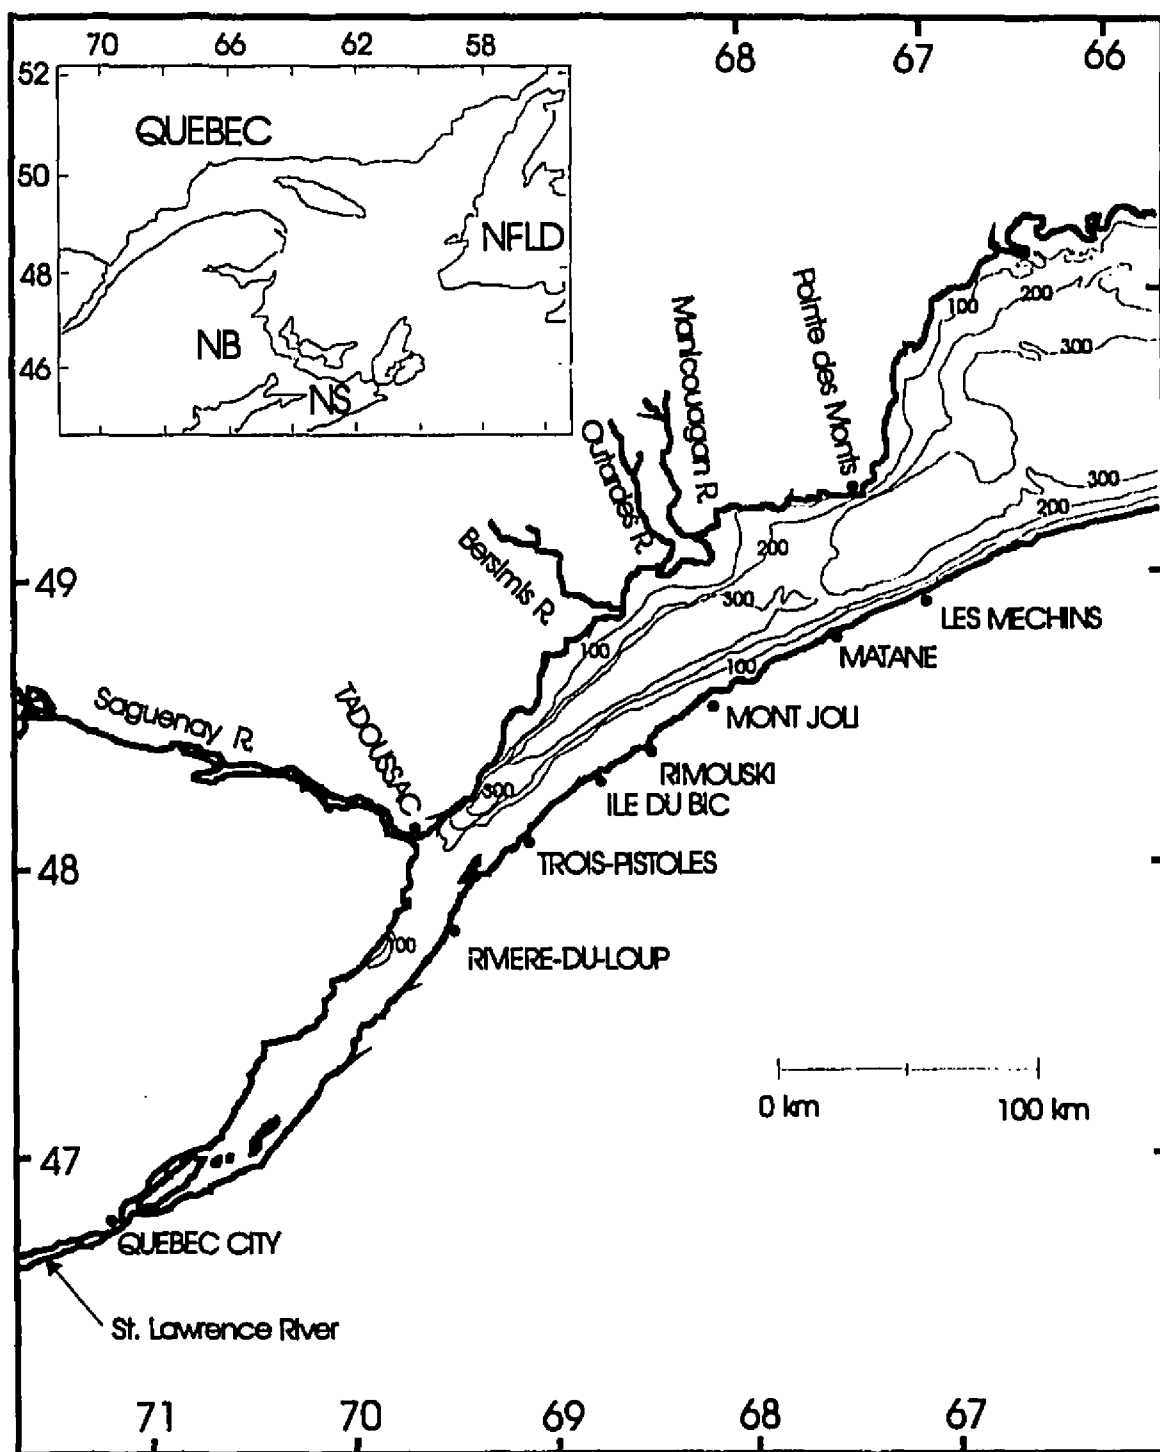 70 66 62 58
68 67 66
52
50
48
46
QUEBEC
NFLD
NB
NS
100
200
300
Pointe des Monts
Manicouagan R.
Outardes R.
Bersimis R.
300
200
200
300
49
LES MECHINS
100
MATANE
100
Saguenay R.
TADOUSSAC
MONT JOLI
RIMOUSKI
300
ILE DU BIC
48
TROIS-PISTOLES
100
RIVIERE-DU-LOUP
0 km 100 km
47
QUEBEC CITY
St. Lawrence River
71 70 69 68 67